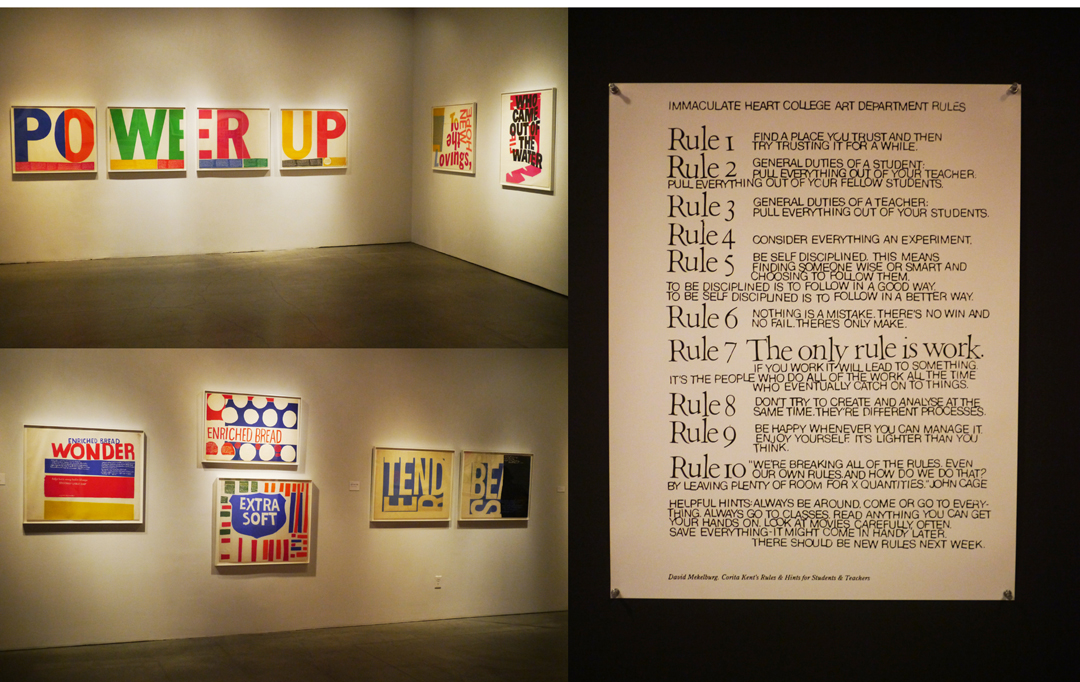 PO
WE
ER
UP
To
the
Lovings,
WHO
CAME
OUT OF
THE
WATER
ENRICHED BREAD
WONDER
ENRICHED BREAD
EXTRA
SOFT
TEND
BE
IMMACULATE HEART COLLEGE ART DEPARTMENT RULES
Rule 1 FIND A PLACE YOU TRUST AND THEN
TRY TRUSTING IT FOR A WHILE.
Rule 2 GENERAL DUTIES OF A STUDENT:
PULL EVERYTHING OUT OF YOUR TEACHER.
PULL EVERYTHING OUT OF YOUR FELLOW STUDENTS.
Rule 3 GENERAL DUTIES OF A TEACHER:
PULL EVERYTHING OUT OF YOUR STUDENTS.
Rule 4 CONSIDER EVERYTHING AN EXPERIMENT.
Rule 5 BE SELF DISCIPLINED. THIS MEANS
FINDING SOMEONE WISE OR SMART AND
CHOOSING TO FOLLOW THEM.
TO BE DISCIPLINED IS TO FOLLOW IN A GOOD WAY.
TO BE SELF DISCIPLINED IS TO FOLLOW IN A BETTER WAY.
Rule 6 NOTHING IS A MISTAKE. THERE'S NO WIN AND
NO FAIL. THERE'S ONLY MAKE.
Rule 7 The only rule is work.
IF YOU WORK IT WILL LEAD TO SOMETHING.
IT'S THE PEOPLE WHO DO ALL OF THE WORK ALL THE TIME
WHO EVENTUALLY CATCH ON TO THINGS.
Rule 8 DON'T TRY TO CREATE AND ANALYSE AT THE
SAME TIME. THEY'RE DIFFERENT PROCESSES.
Rule 9 BE HAPPY WHENEVER YOU CAN MANAGE IT.
ENJOY YOURSELF. IT'S LIGHTER THAN YOU
THINK.
Rule 10 "WE'RE BREAKING ALL OF THE RULES. EVEN
OUR OWN RULES. AND HOW DO WE DO THAT?
BY LEAVING PLENTY OF ROOM FOR X QUANTITIES." JOHN CAGE
HELPFUL HINTS: ALWAYS BE AROUND. COME OR GO TO EVERY-
THING. ALWAYS GO TO CLASSES. READ ANYTHING YOU CAN GET
YOUR HANDS ON. LOOK AT MOVIES CAREFULLY, OFTEN.
SAVE EVERYTHING-IT MIGHT COME IN HANDY LATER.
THERE SHOULD BE NEW RULES NEXT WEEK.
David Mekelburg, Corita Kent's Rules & Hints for Students & Teachers